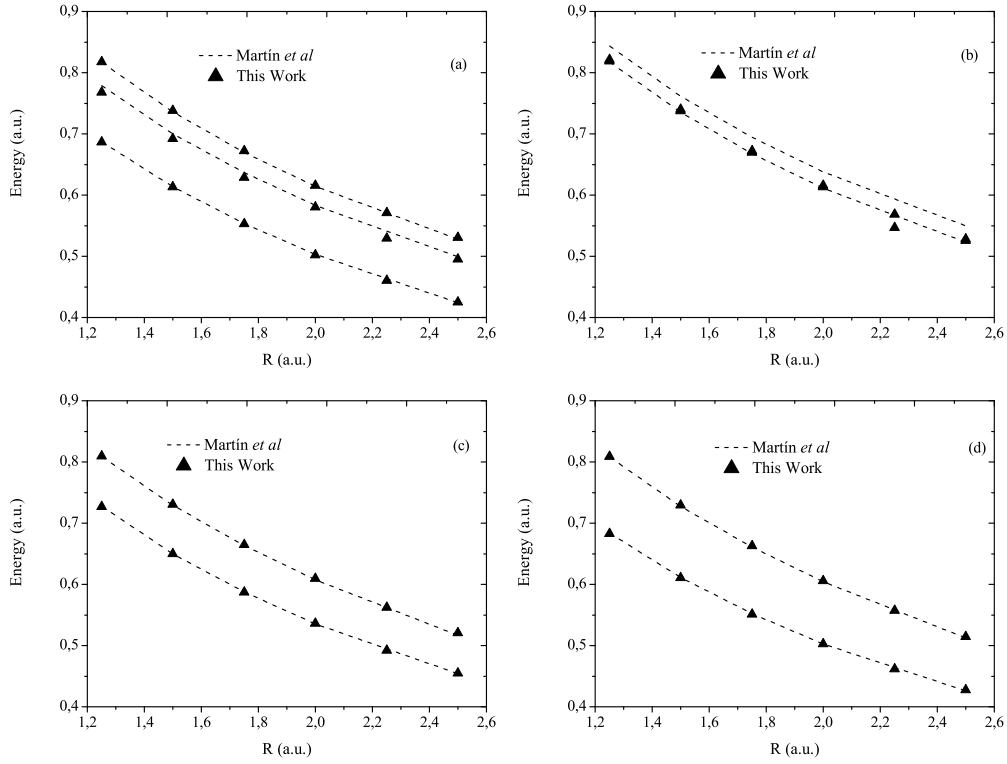 0,9
0,8
0,7
0,6
0,5
0,4
Energy (a.u.)
Martín et al
This Work
(a)
1,2 1,4 1,6 1,8 2,0 2,2 2,4 2,6
R (a.u.)
0,9
0,8
0,7
0,6
0,5
0,4
Energy (a.u.)
Martín et al
This Work
(b)
1,2 1,4 1,6 1,8 2,0 2,2 2,4 2,6
R (a.u.)
0,9
0,8
0,7
0,6
0,5
0,4
Energy (a.u.)
Martín et al
This Work
(c)
1,2 1,4 1,6 1,8 2,0 2,2 2,4 2,6
R (a.u.)
0,9
0,8
0,7
0,6
0,5
0,4
Energy (a.u.)
Martín et al
This Work
(d)
1,2 1,4 1,6 1,8 2,0 2,2 2,4 2,6
R (a.u.)